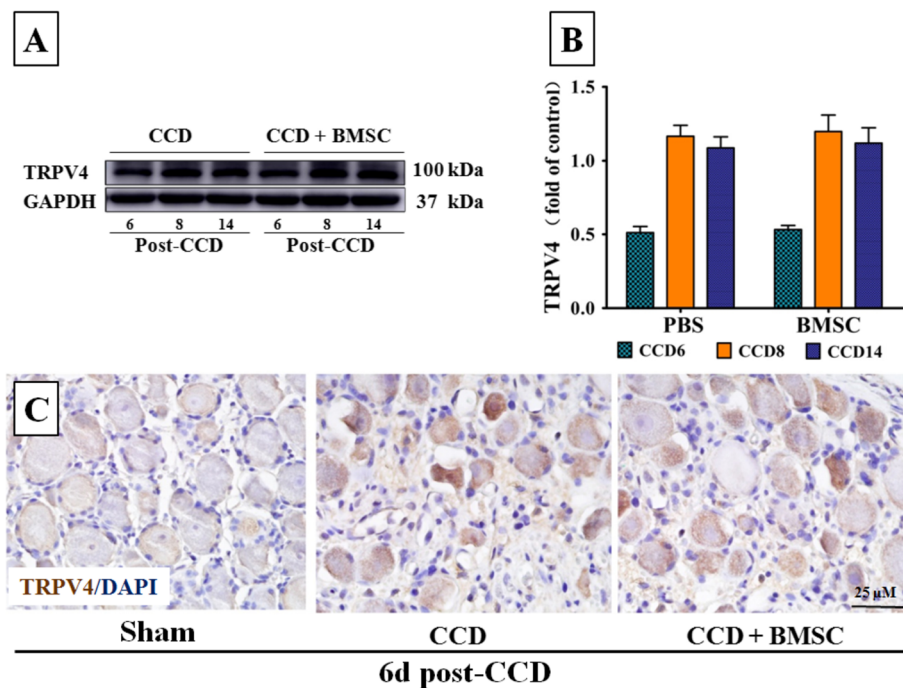 A
CCD CCD + BMSC
TRPV4 100 kDa
GAPDH 37 kDa
6 8 14 6 8 14
Post-CCD Post-CCD
B
TRPV4 ( fold of control)
1.5
1.0
0.5
0.0
PBS BMSC
CCD6 CCD8 CCD14
C
TRPV4/DAPI
25 μM
Sham CCD CCD + BMSC
6d post-CCD